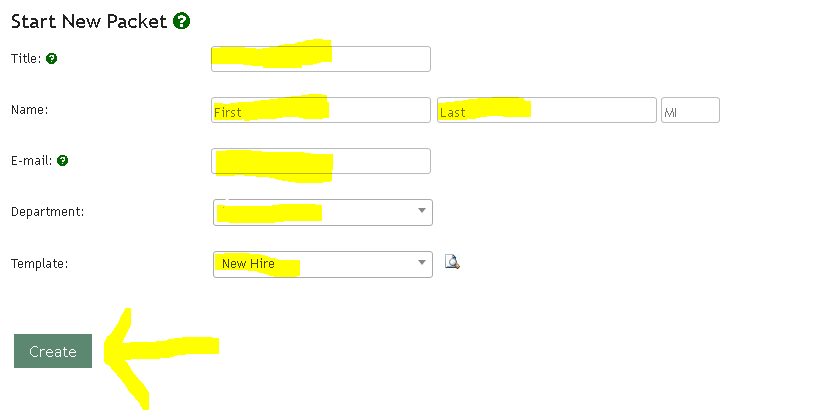 Start New Packet ?
Title: ?
Name: First Last MI
E-mail: ?
Department:
Template: New Hire
Create